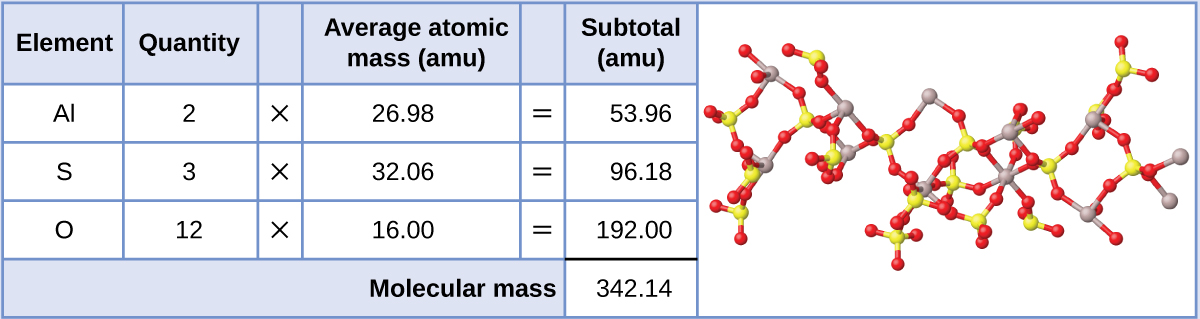 Element Quantity Average atomic mass (amu) Subtotal (amu)
Al 2 × 26.98 = 53.96
S 3 × 32.06 = 96.18
O 12 × 16.00 = 192.00
Molecular mass 342.14